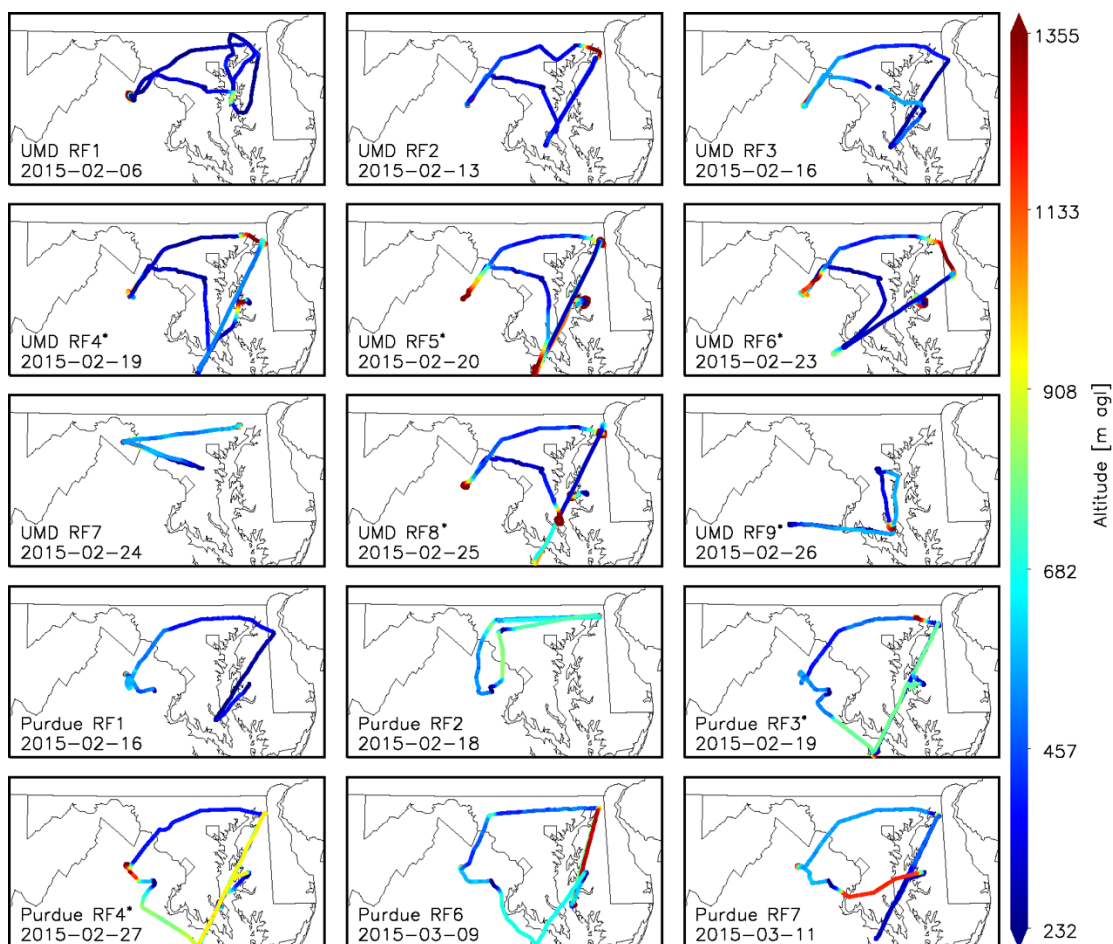 UMD RF1
2015-02-06
UMD RF2
2015-02-13
UMD RF3
2015-02-16
UMD RF4*
2015-02-19
UMD RF5*
2015-02-20
UMD RF6*
2015-02-23
UMD RF7
2015-02-24
UMD RF8*
2015-02-25
UMD RF9*
2015-02-26
Purdue RF1
2015-02-16
Purdue RF2
2015-02-18
Purdue RF3*
2015-02-19
Purdue RF4*
2015-02-27
Purdue RF6
2015-03-09
Purdue RF7
2015-03-11
1355
1133
908
682
457
232
Altitude [m agl]